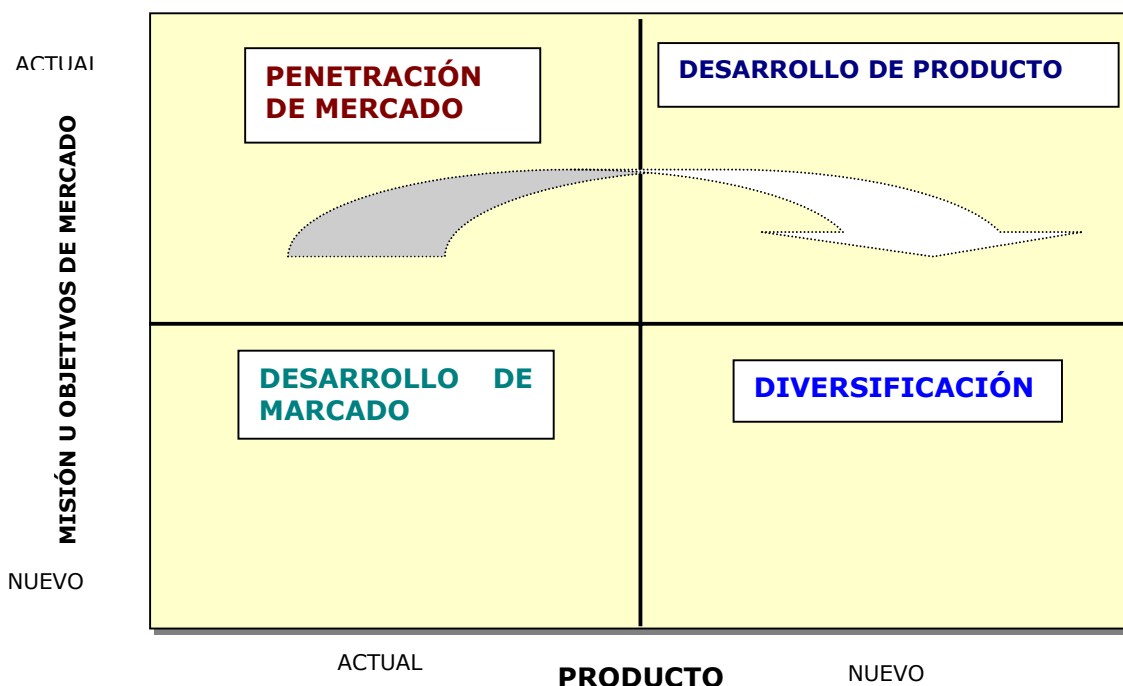 ACTUAL
PENETRACIÓN
DE MERCADO
DESARROLLO DE PRODUCTO
MISIÓN U OBJETIVOS DE MERCADO
DESARROLLO DE
MARCADO
DIVERSIFICACIÓN
NUEVO
ACTUAL
PRODUCTO
NUEVO